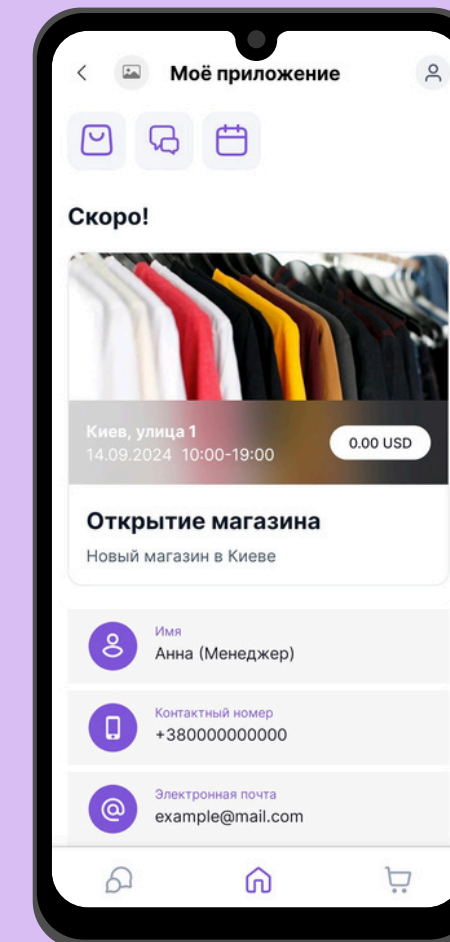 Моё приложение
Скоро!
Киев, улица 1
14.09.2024 10:00-19:00
0.00 USD
Открытие магазина
Новый магазин в Киеве
Имя
Анна (Менеджер)
Контактный номер
+380000000000
Электронная почта
example@mail.com